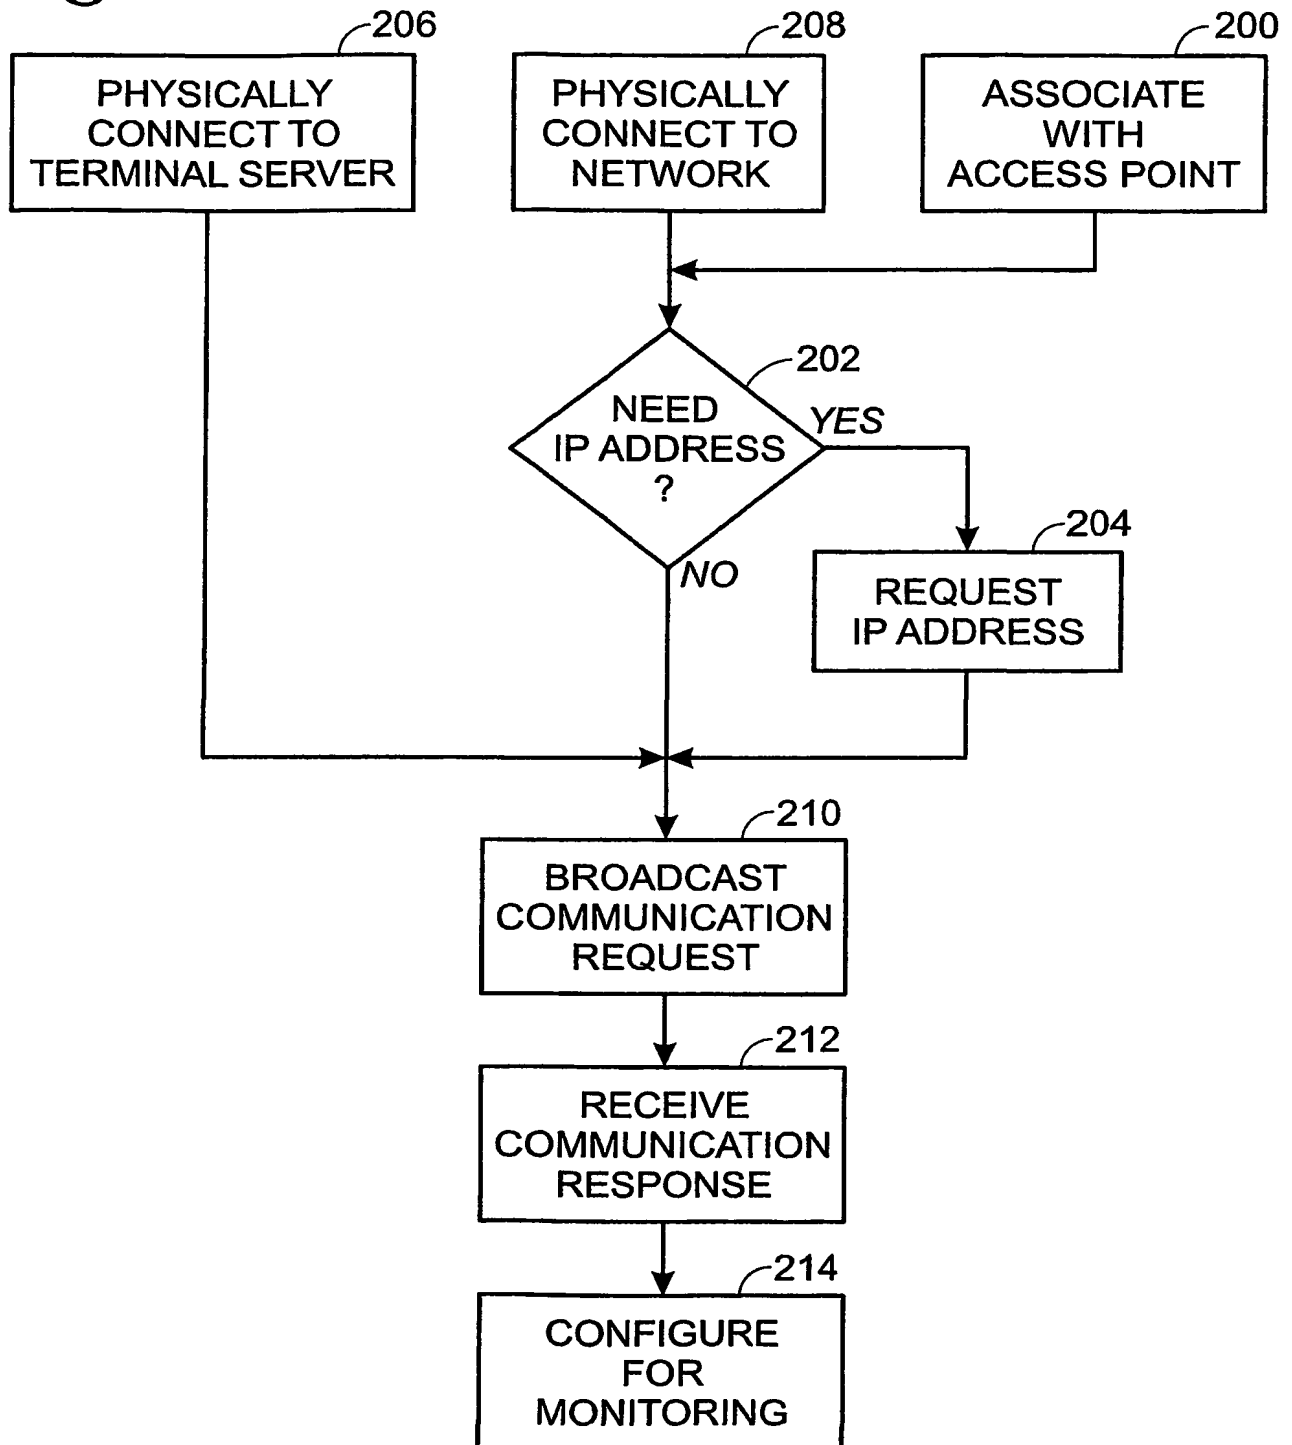 206
PHYSICALLY
CONNECT TO
TERMINAL SERVER
208
PHYSICALLY
CONNECT TO
NETWORK
200
ASSOCIATE
WITH
ACCESS POINT
202
NEED
IP ADDRESS
?
YES
NO
204
REQUEST
IP ADDRESS
210
BROADCAST
COMMUNICATION
REQUEST
212
RECEIVE
COMMUNICATION
RESPONSE
214
CONFIGURE
FOR
MONITORING